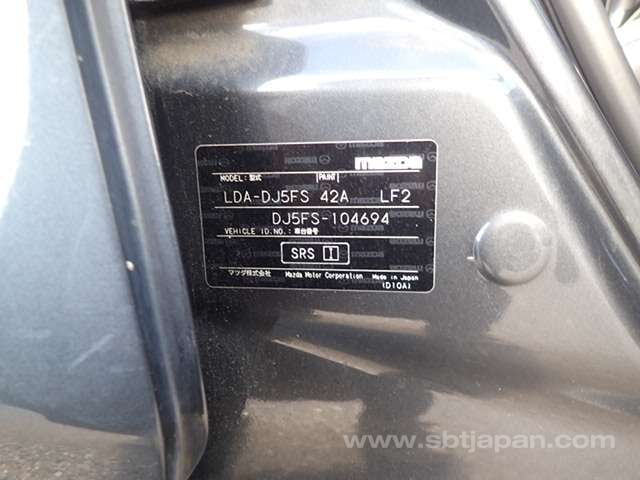 mazda
MODEL: 型式 PAINT
LDA-DJ5FS 42A LF2
DJ5FS-104694
VEHICLE ID.NO.: 車台番号
SRS I
マツダ株式会社 Mazda Motor Corporation Made in Japan
(D10A)
www.sbtjapan.com